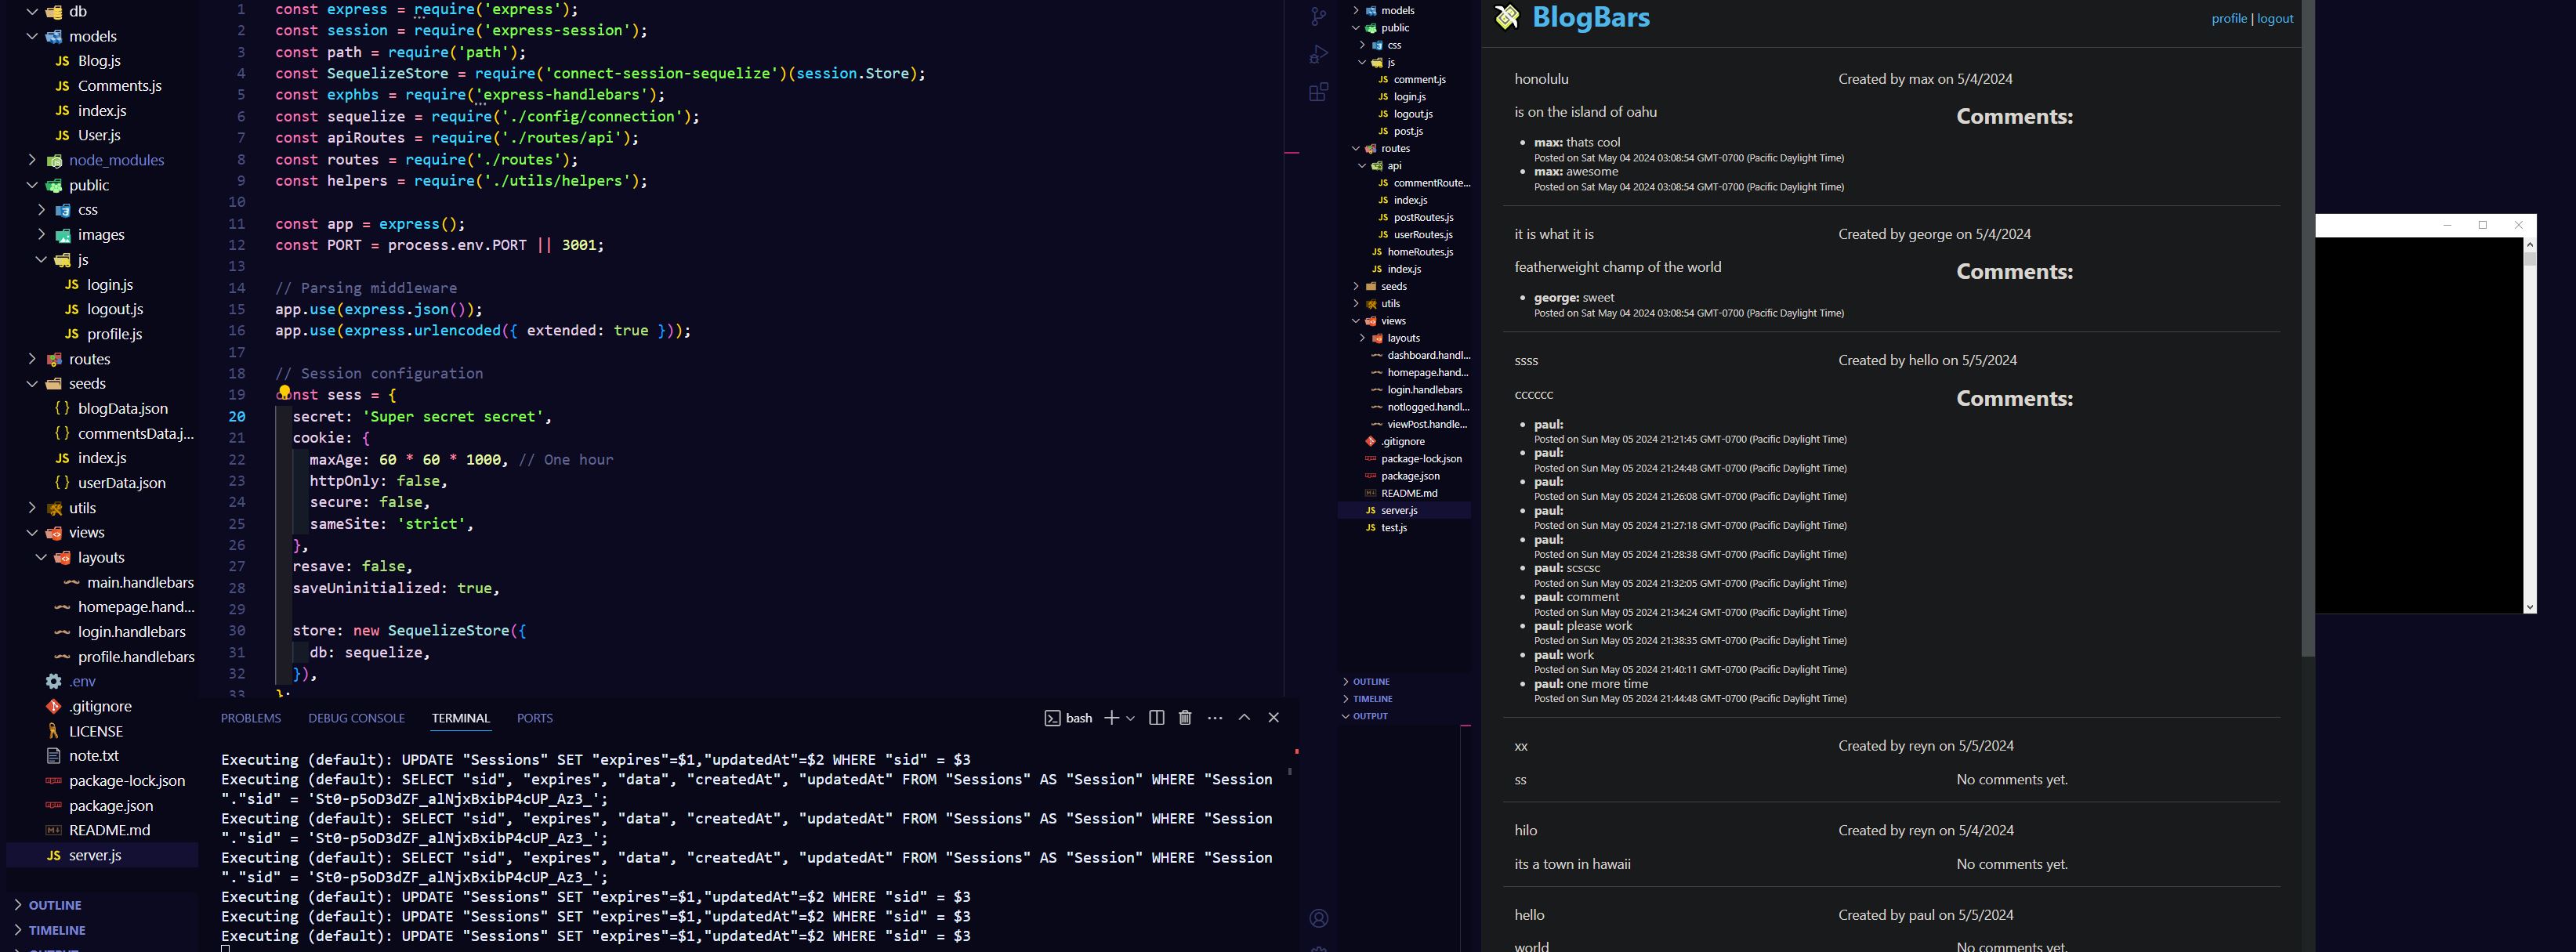 db
models
Blog.js
Comments.js
index.js
User.js
node_modules
public
css
images
js
login.js
logout.js
profile.js
routes
seeds
blogData.json
commentsData.j...
index.js
userData.json
utils
views
layouts
main.handlebars
homepage.hand...
login.handlebars
profile.handlebars
.env
.gitignore
LICENSE
note.txt
package-lock.json
package.json
README.md
server.js
OUTLINE
TIMELINE
1 const express = require('express');
2 const session = require('express-session');
3 const path = require('path');
4 const SequelizeStore = require('connect-session-sequelize')(session.Store);
5 const exphbs = require('express-handlebars');
6 const sequelize = require('./config/connection');
7 const apiRoutes = require('./routes/api');
8 const routes = require('./routes');
9 const helpers = require('./utils/helpers');
10
11 const app = express();
12 const PORT = process.env.PORT || 3001;
13
14 // Parsing middleware
15 app.use(express.json());
16 app.use(express.urlencoded({ extended: true }));
17
18 // Session configuration
19 const sess = {
20 secret: 'Super secret secret',
21 cookie: {
22 maxAge: 60 * 60 * 1000, // One hour
23 httpOnly: false,
24 secure: false,
25 sameSite: 'strict',
26 },
27 resave: false,
28 saveUninitialized: true,
29
30 store: new SequelizeStore({
31 db: sequelize,
32 }),
33 };
PROBLEMS DEBUG CONSOLE TERMINAL PORTS bash
Executing (default): UPDATE "Sessions" SET "expires"=$1,"updatedAt"=$2 WHERE "sid" = $3
Executing (default): SELECT "sid", "expires", "data", "createdAt", "updatedAt" FROM "Sessions" AS "Session" WHERE "Session
"."sid" = 'St0-p5oD3dZF_alNjxBxibP4cUP_Az3_';
Executing (default): SELECT "sid", "expires", "data", "createdAt", "updatedAt" FROM "Sessions" AS "Session" WHERE "Session
"."sid" = 'St0-p5oD3dZF_alNjxBxibP4cUP_Az3_';
Executing (default): SELECT "sid", "expires", "data", "createdAt", "updatedAt" FROM "Sessions" AS "Session" WHERE "Session
"."sid" = 'St0-p5oD3dZF_alNjxBxibP4cUP_Az3_';
Executing (default): UPDATE "Sessions" SET "expires"=$1,"updatedAt"=$2 WHERE "sid" = $3
Executing (default): UPDATE "Sessions" SET "expires"=$1,"updatedAt"=$2 WHERE "sid" = $3
Executing (default): UPDATE "Sessions" SET "expires"=$1,"updatedAt"=$2 WHERE "sid" = $3
models
public
css
js
comment.js
login.js
logout.js
post.js
routes
api
commentRoute...
index.js
postRoutes.js
userRoutes.js
homeRoutes.js
index.js
seeds
utils
views
layouts
dashboard.handl...
homepage.hand...
login.handlebars
notlogged.handl...
viewPost.handle...
.gitignore
package-lock.json
package.json
README.md
server.js
test.js
OUTLINE
TIMELINE
OUTPUT
BlogBars
profile | logout
honolulu Created by max on 5/4/2024
is on the island of oahu Comments:
max: thats cool
Posted on Sat May 04 2024 03:08:54 GMT-0700 (Pacific Daylight Time)
max: awesome
Posted on Sat May 04 2024 03:08:54 GMT-0700 (Pacific Daylight Time)
it is what it is Created by george on 5/4/2024
featherweight champ of the world Comments:
george: sweet
Posted on Sat May 04 2024 03:08:54 GMT-0700 (Pacific Daylight Time)
ssss Created by hello on 5/5/2024
cccccc Comments:
paul:
Posted on Sun May 05 2024 21:21:45 GMT-0700 (Pacific Daylight Time)
paul:
Posted on Sun May 05 2024 21:24:48 GMT-0700 (Pacific Daylight Time)
paul:
Posted on Sun May 05 2024 21:26:08 GMT-0700 (Pacific Daylight Time)
paul:
Posted on Sun May 05 2024 21:27:18 GMT-0700 (Pacific Daylight Time)
paul:
Posted on Sun May 05 2024 21:28:38 GMT-0700 (Pacific Daylight Time)
paul: scscsc
Posted on Sun May 05 2024 21:32:05 GMT-0700 (Pacific Daylight Time)
paul: comment
Posted on Sun May 05 2024 21:34:24 GMT-0700 (Pacific Daylight Time)
paul: please work
Posted on Sun May 05 2024 21:38:35 GMT-0700 (Pacific Daylight Time)
paul: work
Posted on Sun May 05 2024 21:40:11 GMT-0700 (Pacific Daylight Time)
paul: one more time
Posted on Sun May 05 2024 21:44:48 GMT-0700 (Pacific Daylight Time)
xx Created by reyn on 5/5/2024
ss No comments yet.
hilo Created by reyn on 5/4/2024
its a town in hawaii No comments yet.
hello Created by paul on 5/5/2024
world No comments yet.